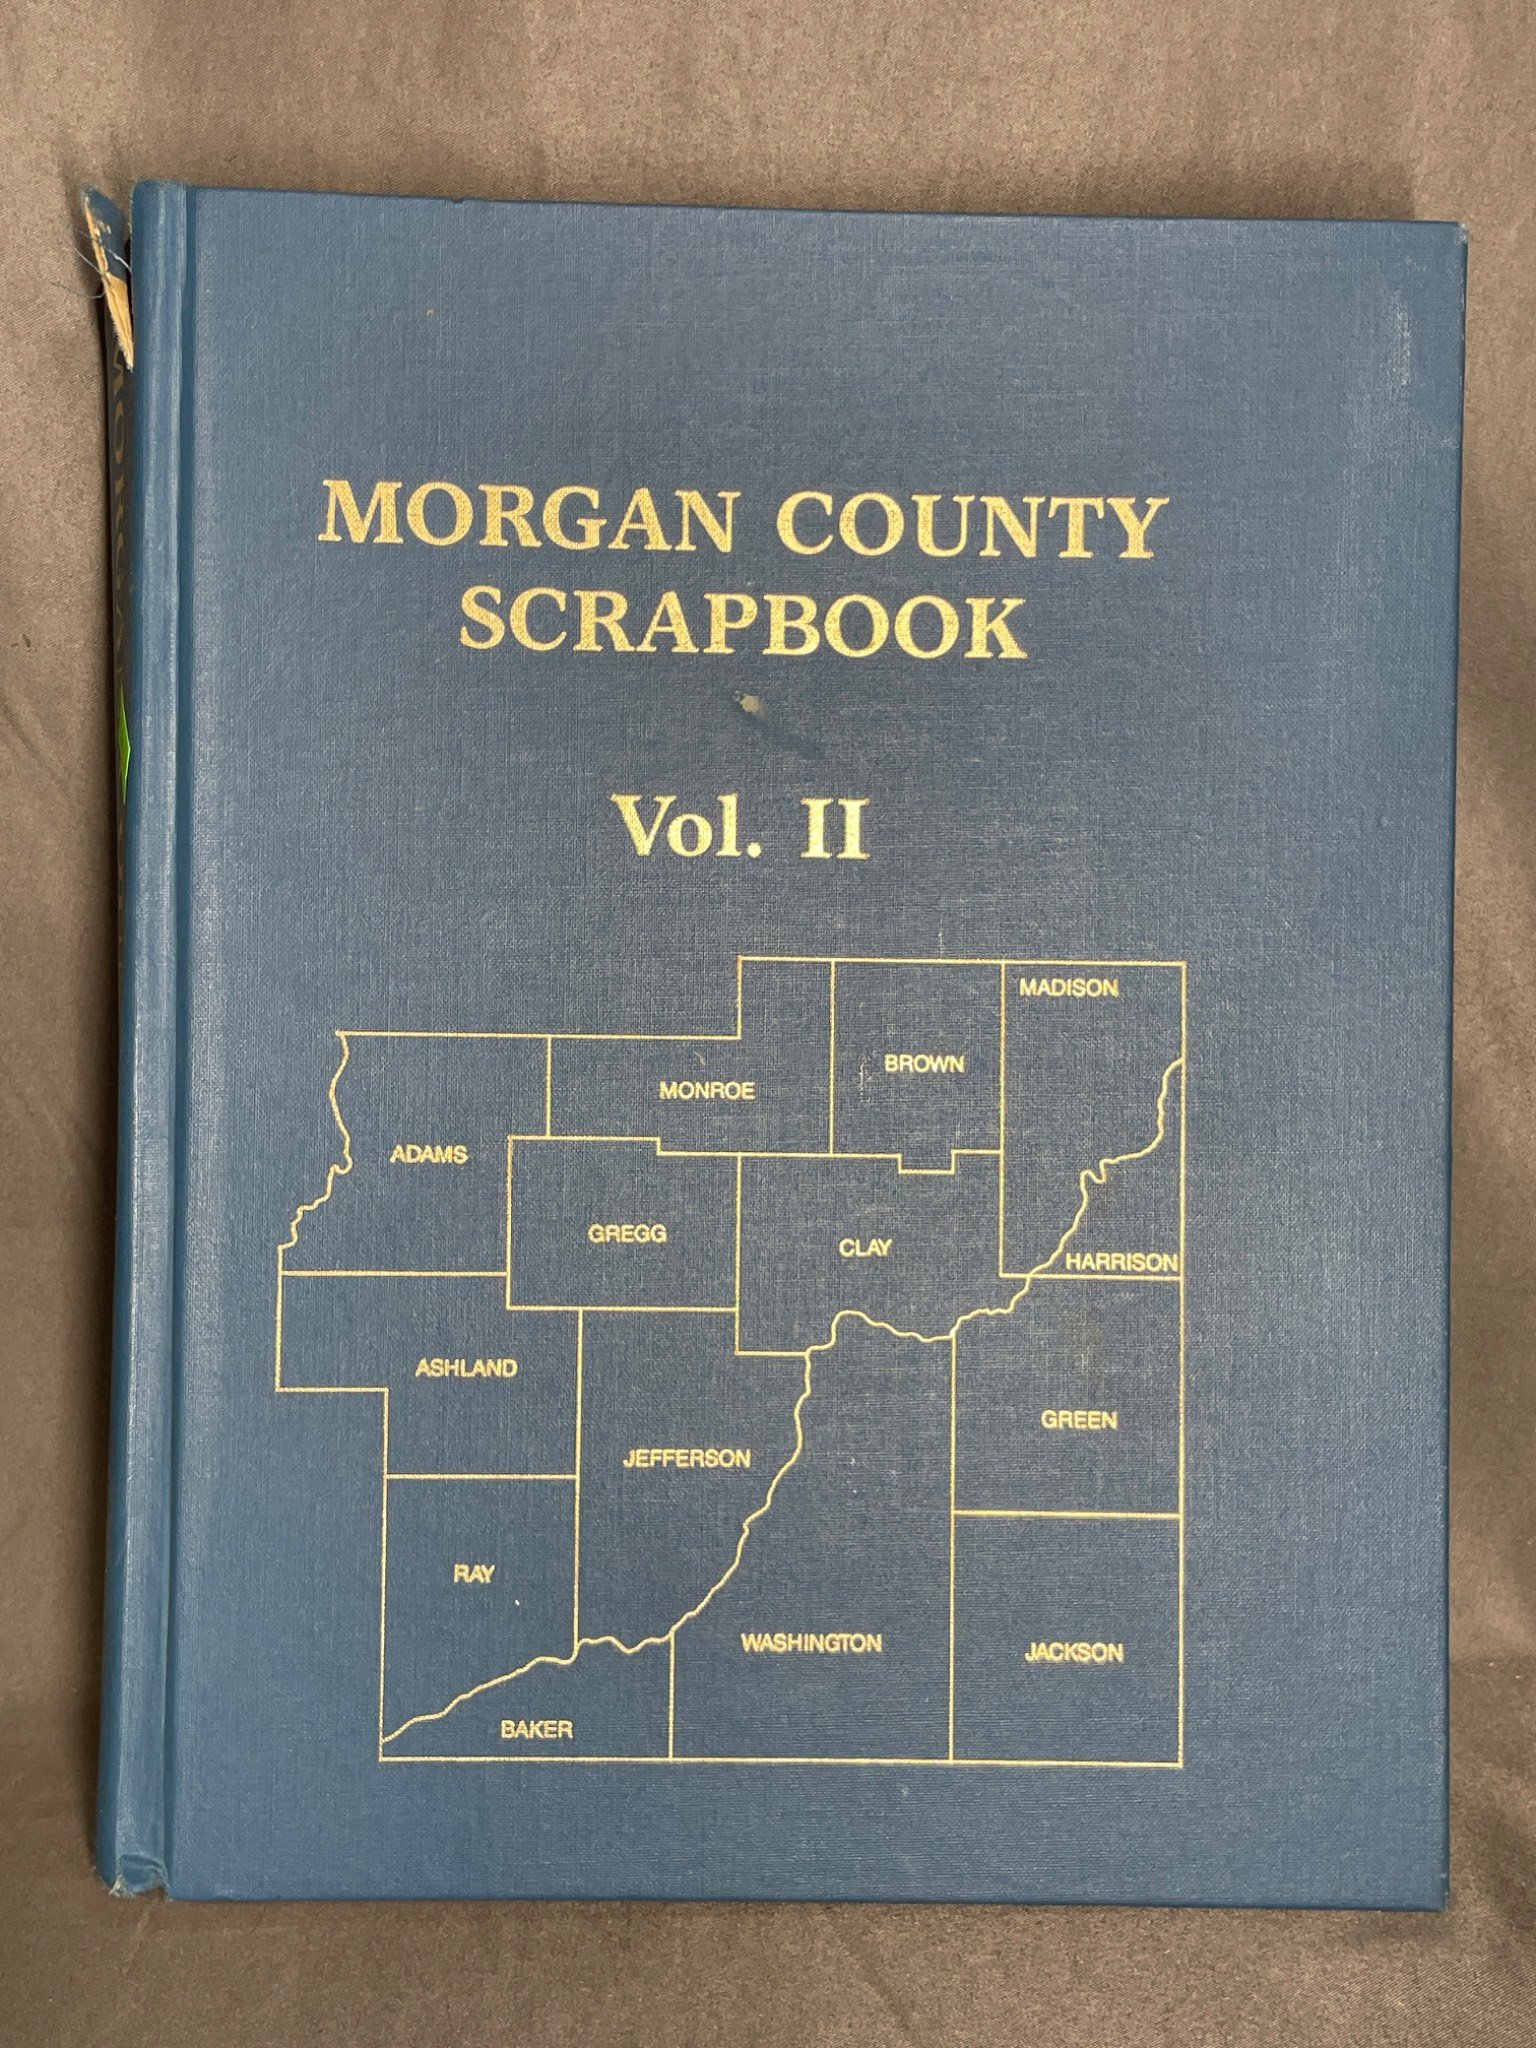 MORGAN COUNTY
SCRAPBOOK
Vol. II
MADISON
BROWN
MONROE
ADAMS
GREGG
CLAY
HARRISON
ASHLAND
GREEN
JEFFERSON
RAY
WASHINGTON
JACKSON
BAKER
MORGAN